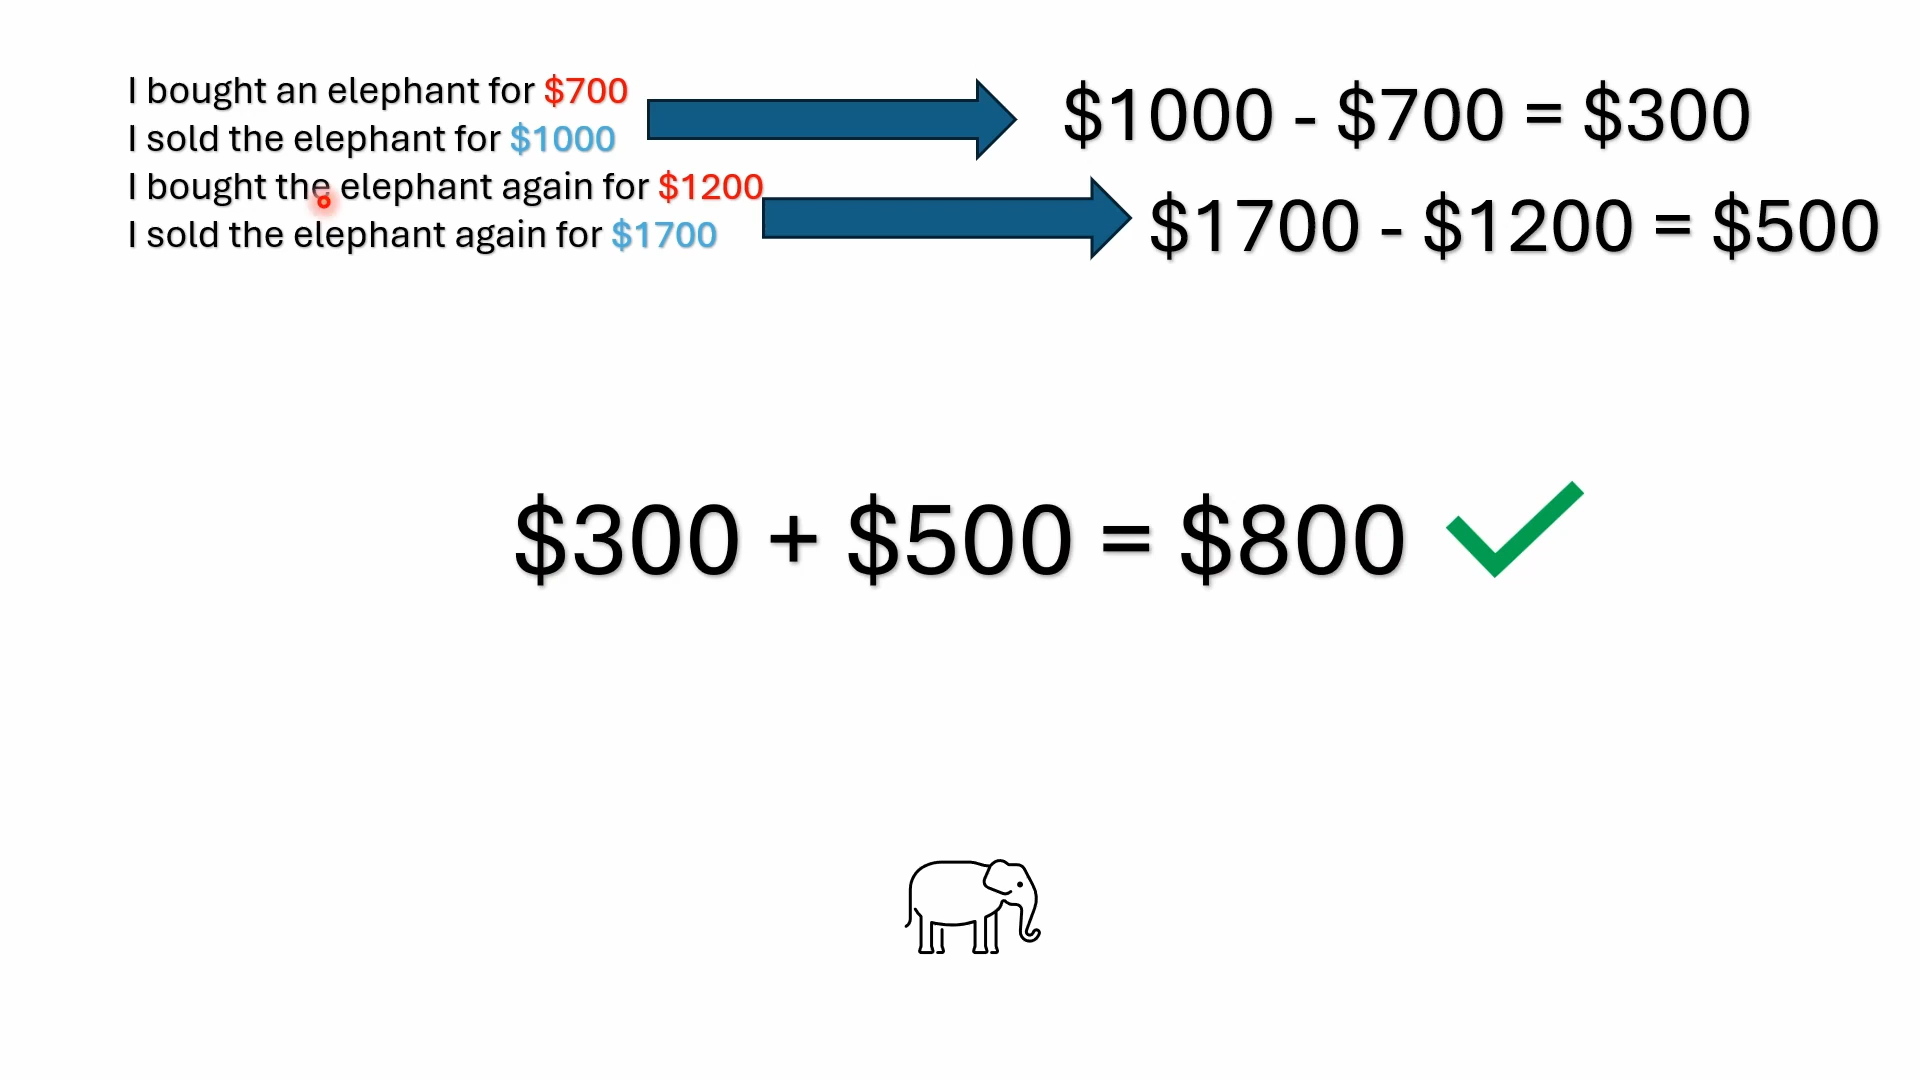 I bought an elephant for $700
I sold the elephant for $1000
I bought the elephant again for $1200
I sold the elephant again for $1700
$1000 - $700 = $300
$1700 - $1200 = $500
$300 + $500 = $800